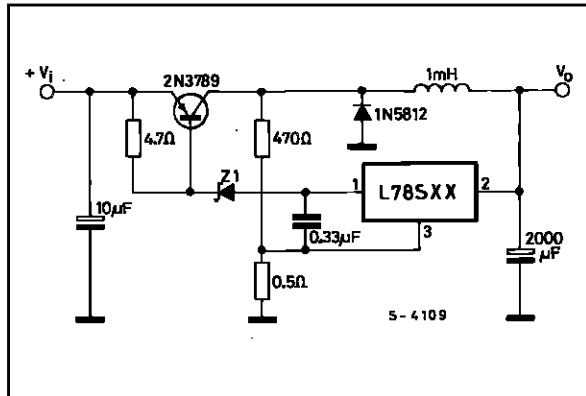 2N3789
1mH
+ Vi
Vo
1N5812
4.7Ω
470Ω
Z1
1
L78SXX
2
10µF
0.33µF
3
2000
µF
0.5Ω
S-4109